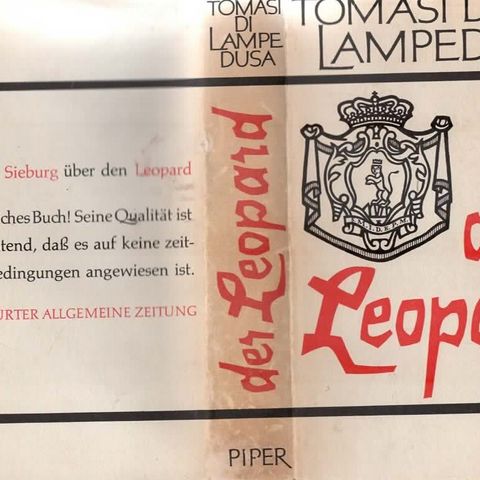 Sieburg über den Leopard
ches Buch! Seine Qualität ist
tend, daß es auf keine zeit-
edingungen angewiesen ist.
URTER ALLGEMEINE ZEITUNG
TOMASI
DI
LAMPE
DUSA
der Leopard
PIPER
TOMASI D
LAMPED
d
Leopa